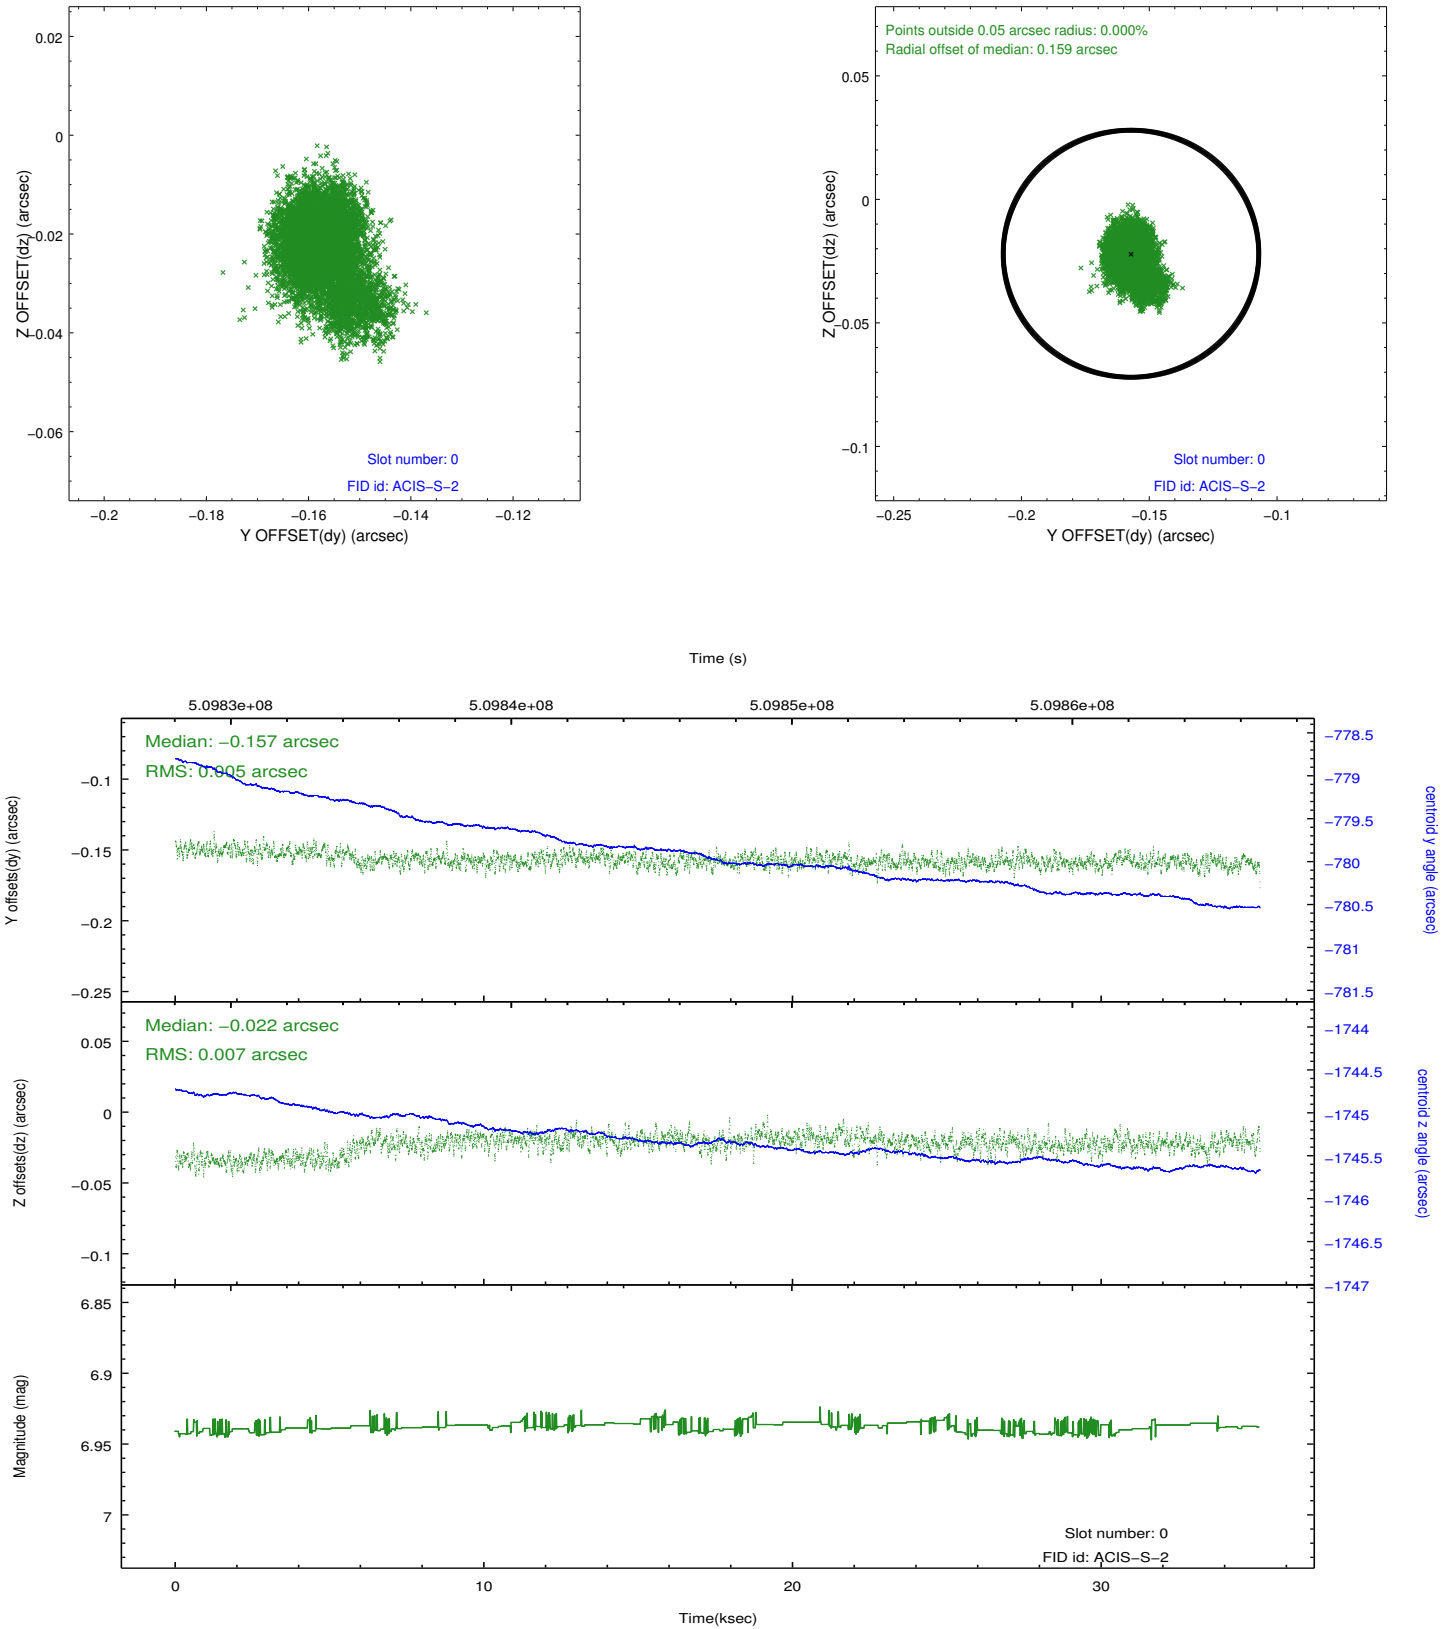 0.02
0
−0.02
−0.04
−0.06
Z OFFSET(dz) (arcsec)
Slot number: 0
FID id: ACIS−S−2
−0.2
−0.18
−0.16
−0.14
−0.12
Y OFFSET(dy) (arcsec)
Points outside 0.05 arcsec radius: 0.000%
Radial offset of median: 0.159 arcsec
0.05
0
−0.05
−0.1
Z OFFSET(dz) (arcsec)
Slot number: 0
FID id: ACIS−S−2
−0.25
−0.2
−0.15
−0.1
Y OFFSET(dy) (arcsec)
Time (s)
5.0983e+08
5.0984e+08
5.0985e+08
5.0986e+08
Median: −0.157 arcsec
RMS: 0.005 arcsec
−0.1
−0.15
−0.2
−0.25
Y offsets(dy) (arcsec)
−778.5
−779
−779.5
−780
−780.5
−781
−781.5
centroid y angle (arcsec)
Median: −0.022 arcsec
RMS: 0.007 arcsec
0.05
0
−0.05
−0.1
Z offsets(dz) (arcsec)
−1744
−1744.5
−1745
−1745.5
−1746
−1746.5
−1747
centroid z angle (arcsec)
6.85
6.9
6.95
7
Magnitude (mag)
Slot number: 0
FID id: ACIS−S−2
0
10
20
30
Time(ksec)